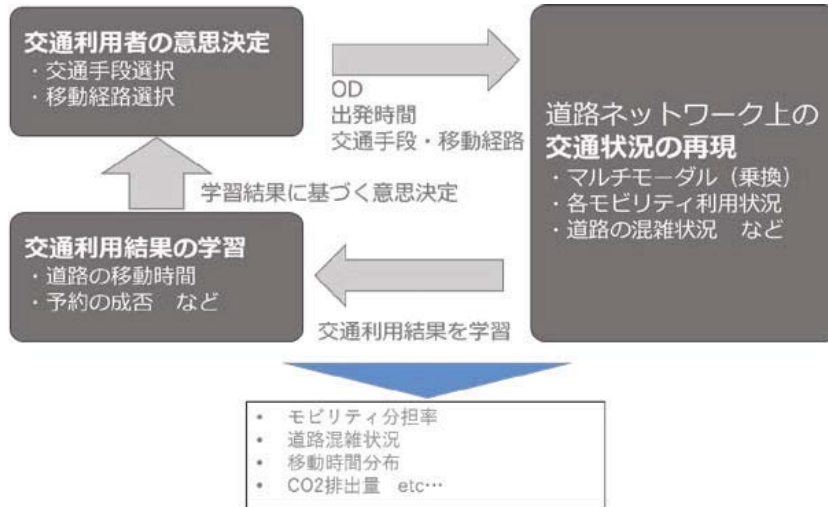 交通利用者の意思決定
・交通手段選択
・移動経路選択
OD
出発時間
交通手段・移動経路
道路ネットワーク上の
交通状況の再現
・マルチモーダル（乗換）
・各モビリティ利用状況
・道路の混雑状況　など
学習結果に基づく意思決定
交通利用結果の学習
・道路の移動時間
・予約の成否　など
交通利用結果を学習
• モビリティ分担率
• 道路混雑状況
• 移動時間分布
• CO2排出量　etc…